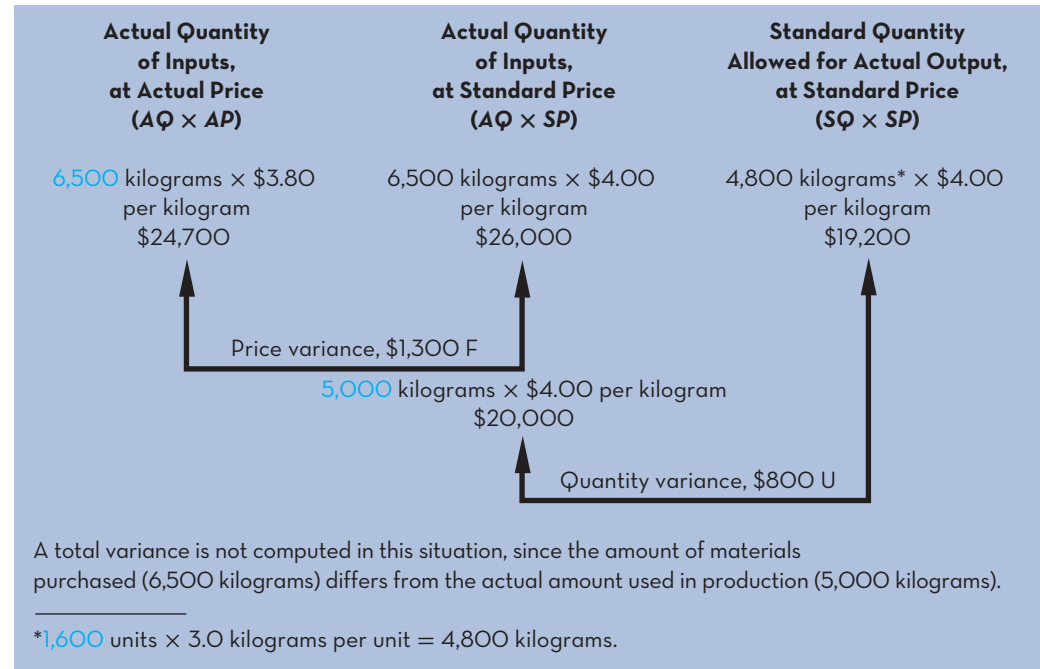 Actual Quantity
of Inputs,
at Actual Price
(AQ × AP)
Actual Quantity
of Inputs,
at Standard Price
(AQ × SP)
Standard Quantity
Allowed for Actual Output,
at Standard Price
(SQ × SP)
6,500 kilograms × $3.80
per kilogram
$24,700
6,500 kilograms × $4.00
per kilogram
$26,000
4,800 kilograms* × $4.00
per kilogram
$19,200
Price variance, $1,300 F
5,000 kilograms × $4.00 per kilogram
$20,000
Quantity variance, $800 U
A total variance is not computed in this situation, since the amount of materials
purchased (6,500 kilograms) differs from the actual amount used in production (5,000 kilograms).
*1,600 units × 3.0 kilograms per unit = 4,800 kilograms.